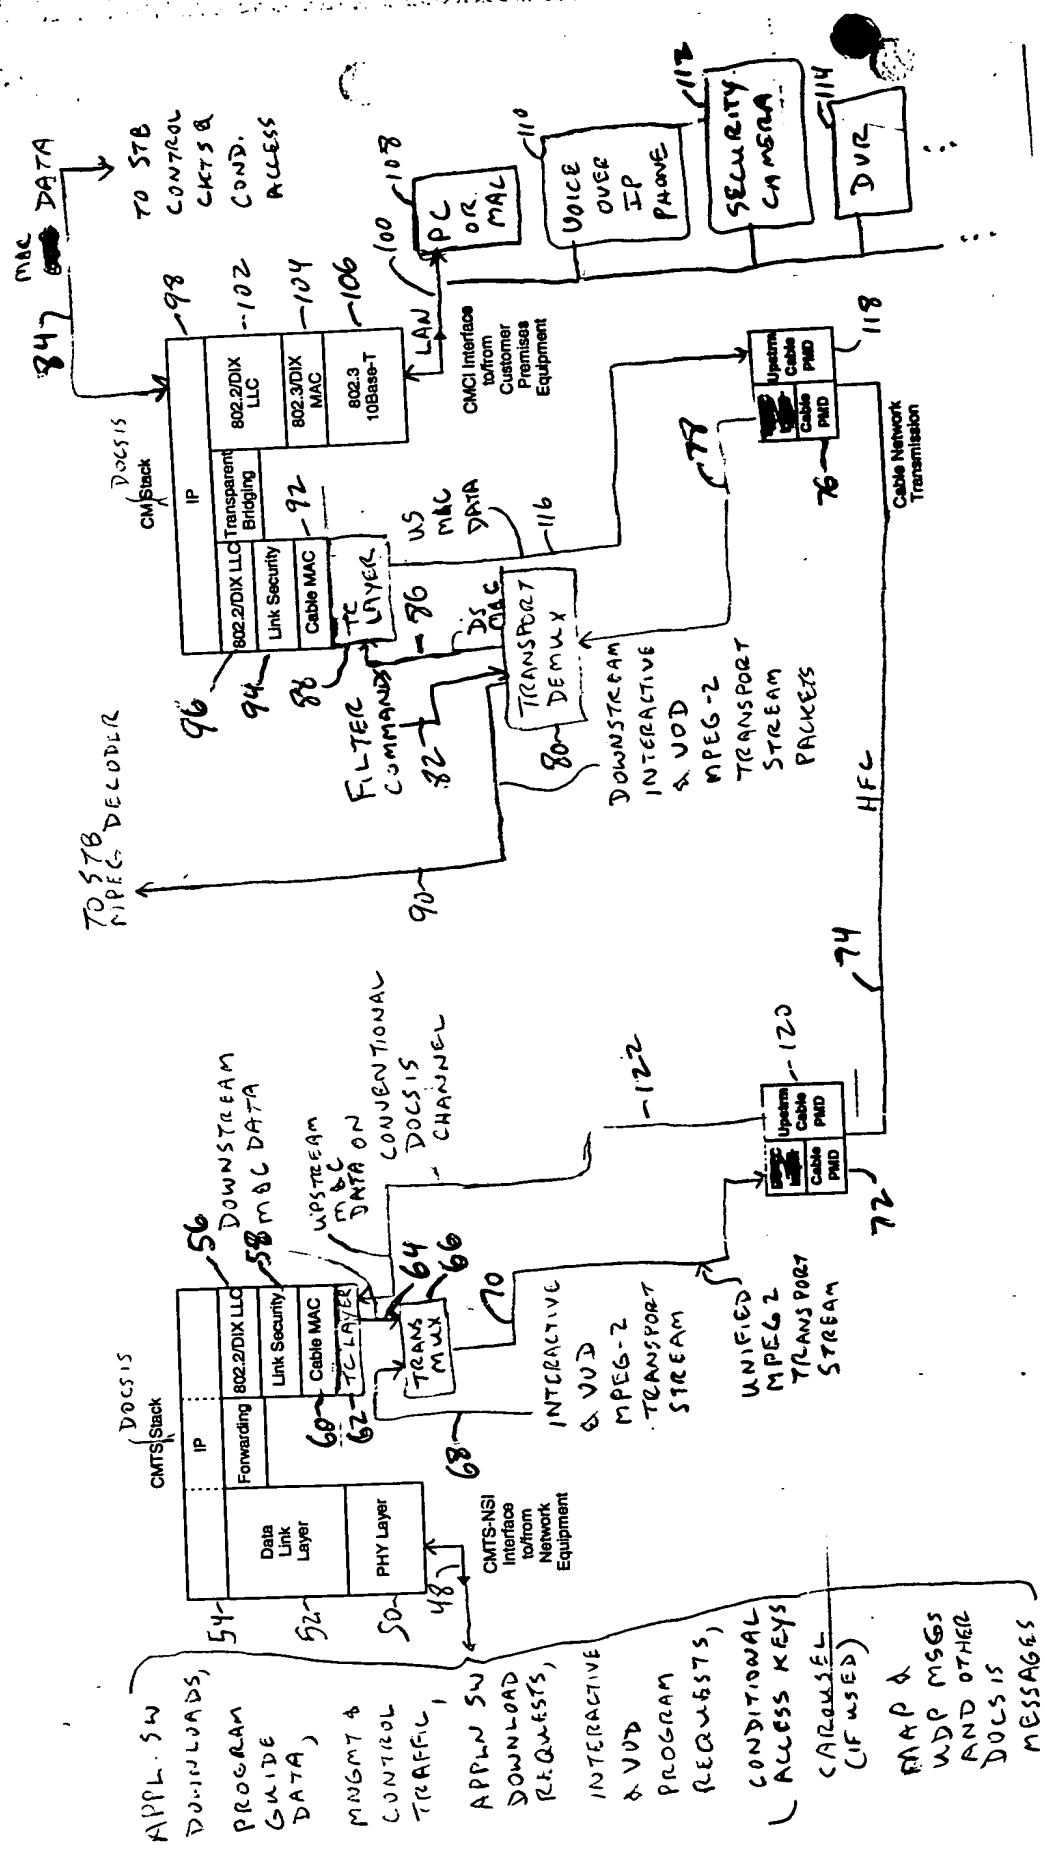 APPL. SW
DOWNLOADS,
PROGRAM
GUIDE
DATA,
MNGMT &
CONTROL
TRAFFIC,
APPLN SW
DOWNLOAD
REQUESTS,
INTERACTIVE
& VOD
PROGRAM
REQUESTS,
CONDITIONAL
ACCESS KEYS
CAROUSEL
(IF USED)
MAP &
UDP MSGS
AND OTHER
DOCSIS
MESSAGES
DOCSIS
CMTS Stack
IP
Forwarding
802.2/DIX LLC
Link Security
Cable MAC
TC LAYER
Data
Link
Layer
PHY Layer
54
52
50
48
56
58
60
62
64
66
68
70
72
CMTS-NSI
Interface
to/from
Network
Equipment
DOWNSTREAM
MAC DATA
UPSTREAM
MAC
DATA ON
CONVENTIONAL
DOCSIS
CHANNEL
TRANS
MUX
INTERACTIVE
& VOD
MPEG-2
TRANSPORT
STREAM
UNIFIED
MPEG2
TRANSPORT
STREAM
Cable
PMD
Upstrm
Cable
PMD
120
122
74
HFC
Cable Network
Transmission
TO STB
MPEG DECODER
90
DOCSIS
CM Stack
IP
802.2/DIX LLC
Transparent
Bridging
Link Security
Cable MAC
TC
LAYER
802.2/DIX
LLC
802.3/DIX
MAC
802.3
10Base-T
96
94
88
92
98
102
104
106
847
MAC
DATA
TO STB
CONTROL
CKTS &
COND.
ACCESS
FILTER
COMMANDS
82
86
DS
MAC
US
MAC
DATA
116
TRANSPORT
DEMUX
80
DOWNSTREAM
INTERACTIVE
& VOD
MPEG-2
TRANSPORT
STREAM
PACKETS
78
76
Cable
PMD
Upstrm
Cable
PMD
118
LAN
100
CMCI Interface
to/from
Customer
Premises
Equipment
PC
OR
MAC
108
VOICE
OVER
IP
PHONE
110
SECURITY
CAMERA
112
DVR
114